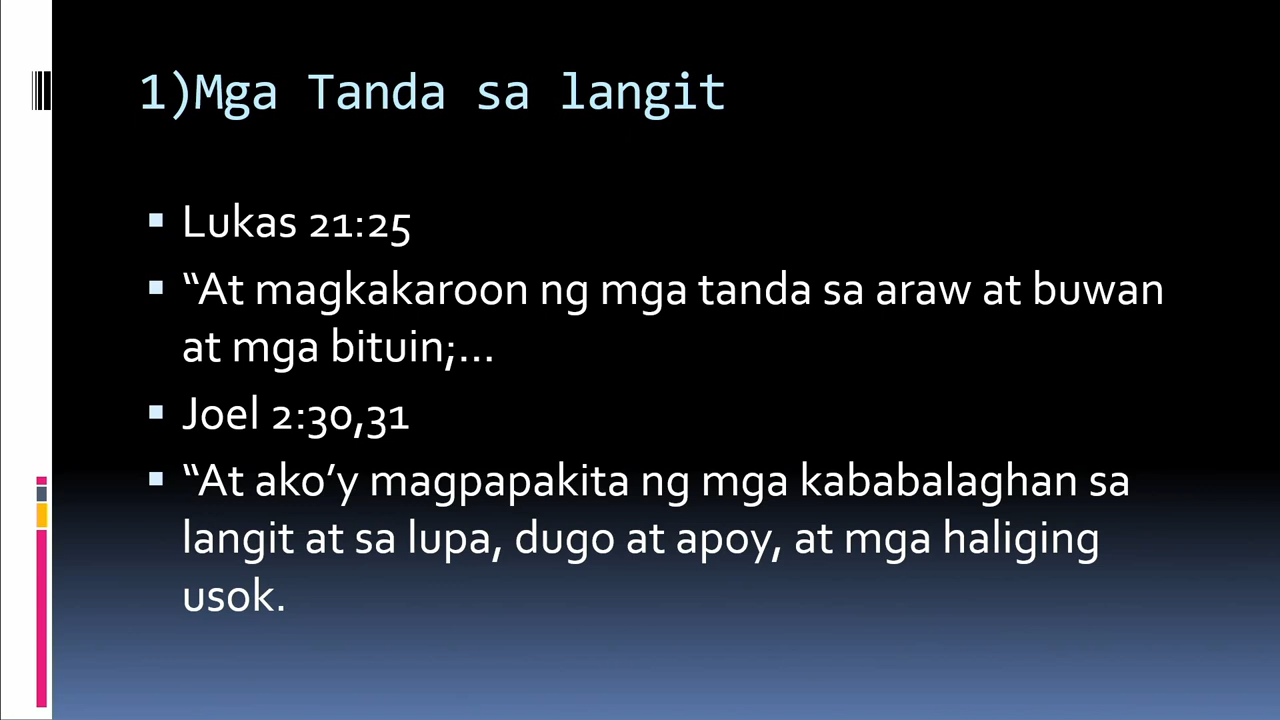 1)Mga Tanda sa langit
Lukas 21:25
“At magkakaroon ng mga tanda sa araw at buwan
at mga bituin;...
Joel 2:30,31
“At ako’y magpapakita ng mga kababalaghan sa
langit at sa lupa, dugo at apoy, at mga haliging
usok.